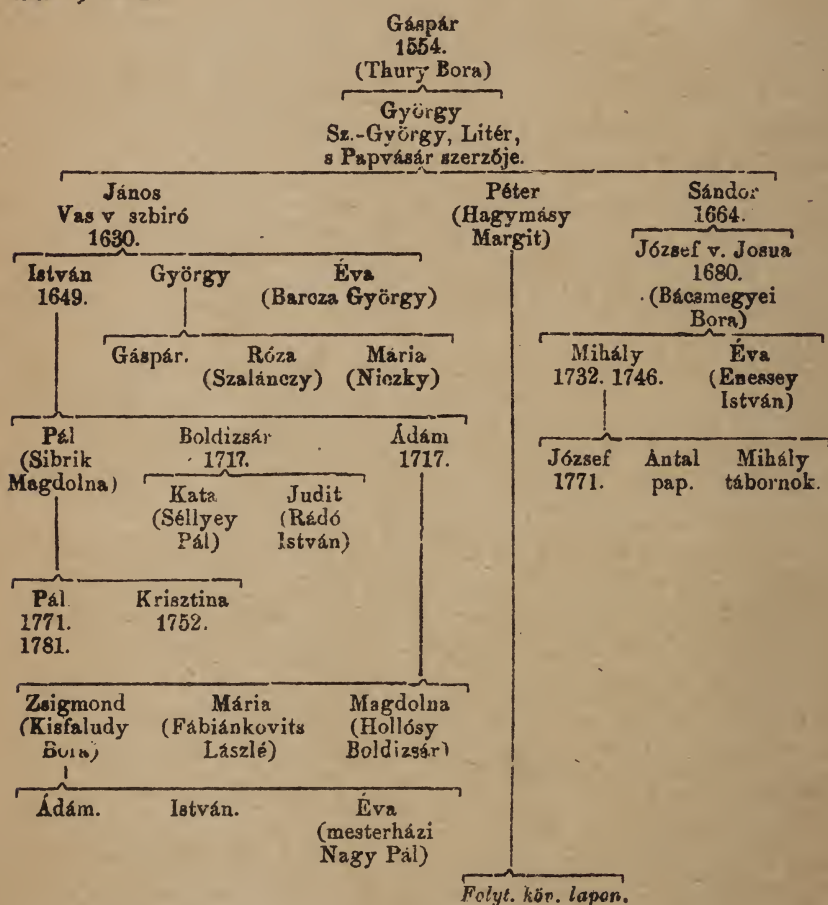 Gáspár
1554.
(Thury Bora)
György
Sz.-György, Litér,
s Papvásár szerzője.
János
Vas v szbiró
1630.
Péter
(Hagymásy
Margit)
Sándor
1664.
József v. Josua
1680.
(Bácsmegyei
Bora)
István
1649.
György
Éva
(Barcza György)
Gáspár.
Róza
(Szalánczy)
Mária
(Niczky)
Mihály
1732. 1746.
Éva
(Enessey
István)
Pál
(Sibrik
Magdolna)
Boldizsár
1717.
Ádám
1717.
József
1771.
Antal
pap.
Mihály
tábornok.
Kata
(Séllyey
Pál)
Judit
(Rádó
István)
Pál
1771.
1781.
Krisztina
1752.
Zsigmond
(Kisfaludy
Bora)
Mária
(Fábiánkovits
Lászlé)
Magdolna
(Hollósy
Boldizsár)
Ádám.
István.
Éva
(mesterházi
Nagy Pál)
Folyt. köv. lapon.